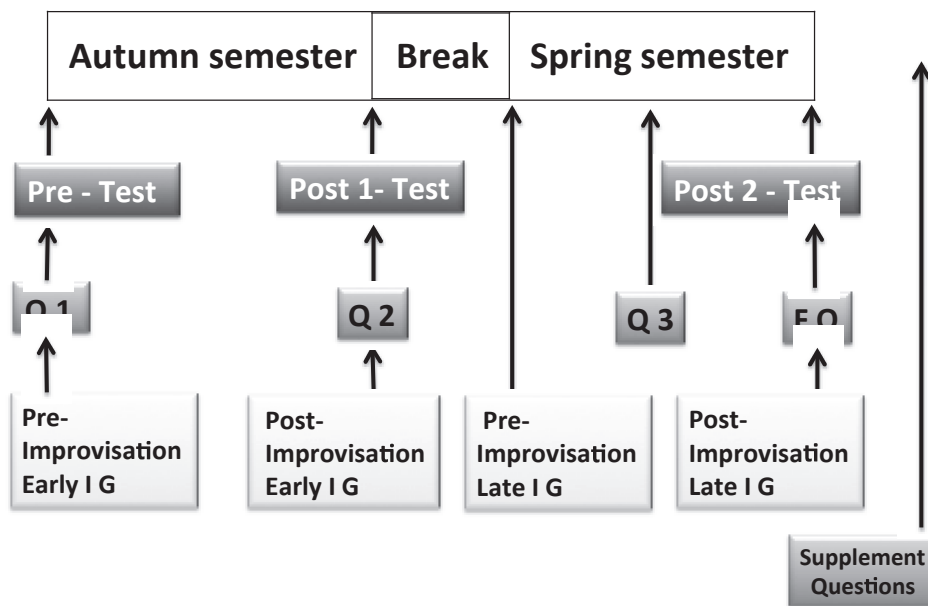 Autumn semester Break Spring semester
Pre - Test Post 1- Test Post 2 - Test
Q 1 Q 2 Q 3 F Q
Pre-
Improvisation
Early I G
Post-
Improvisation
Early I G
Pre-
Improvisation
Late I G
Post-
Improvisation
Late I G
Supplement
Questions